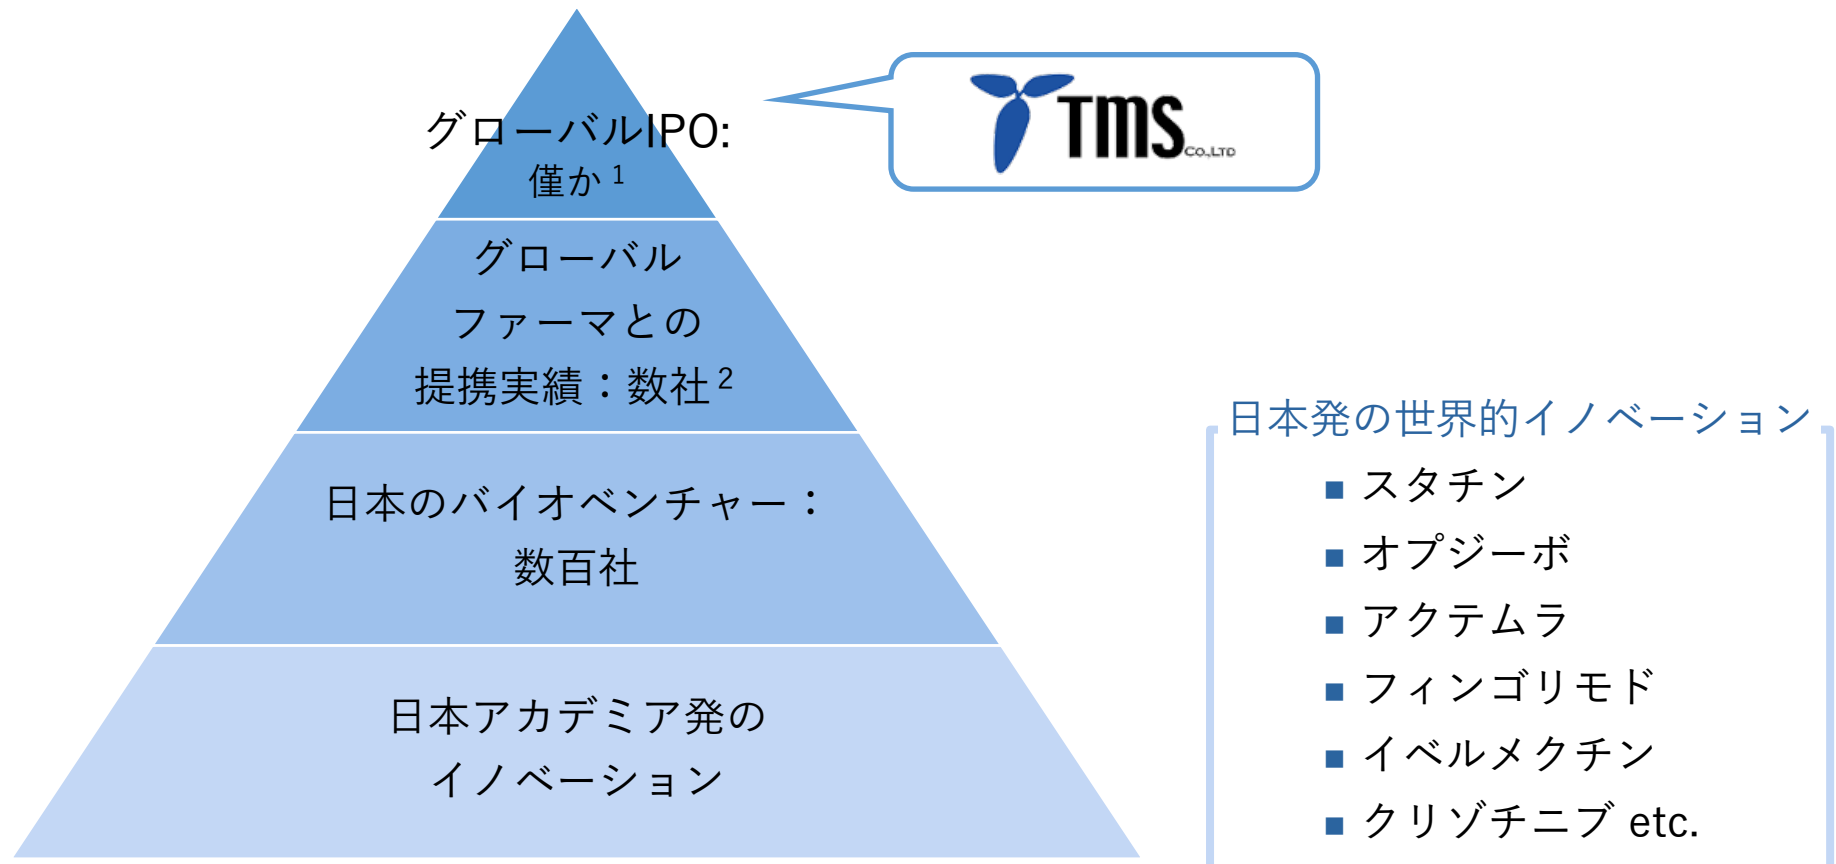 グローバルIPO:
僅か 1
TMS CO.,LTD
グローバル
ファーマとの
提携実績：数社 2
日本のバイオベンチャー：
数百社
日本アカデミア発の
イノベーション
日本発の世界的イノベーション
■ スタチン
■ オプジーボ
■ アクテムラ
■ フィンゴリモド
■ イベルメクチン
■ クリゾチニブ etc.